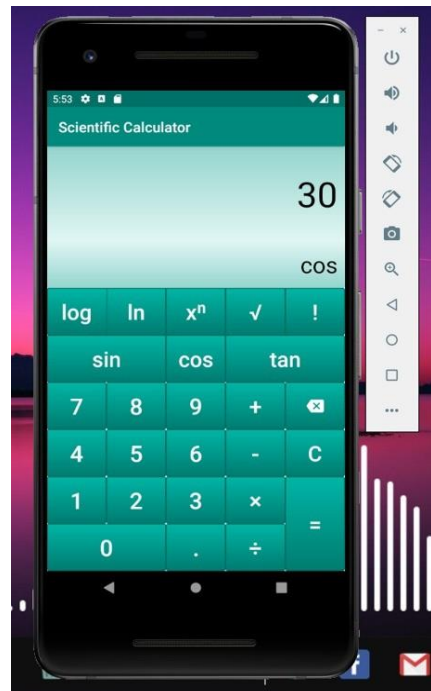 5:53
Scientific Calculator
30
cos
log ln xⁿ √ !
sin cos tan
7 8 9 +
4 5 6 - C
1 2 3 ×
=
0 . ÷